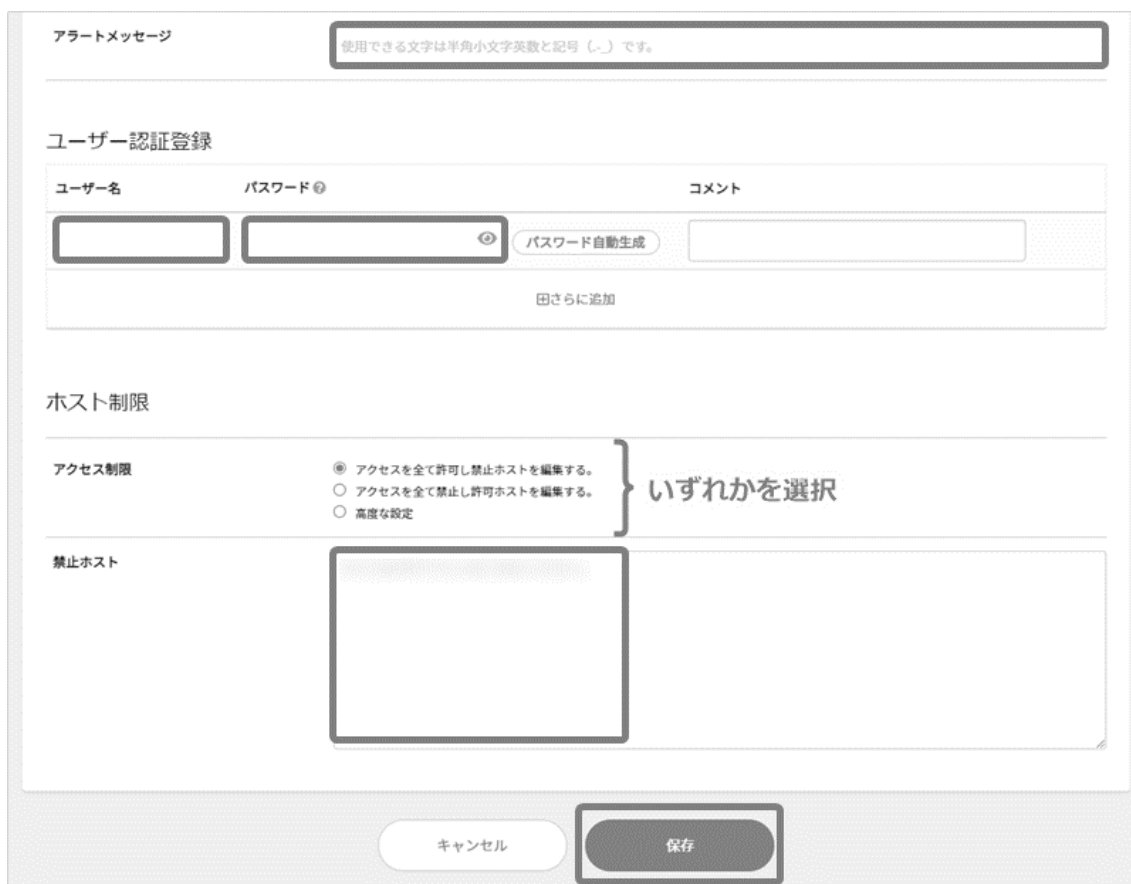 アラートメッセージ
使用できる文字は半角小文字英数と記号（.-_）です。
ユーザー認証登録
ユーザー名 パスワード コメント
パスワード自動生成
さらに追加
ホスト制限
アクセス制限
アクセスを全て許可し禁止ホストを編集する。
アクセスを全て禁止し許可ホストを編集する。
高度な設定
いずれかを選択
禁止ホスト
キャンセル 保存